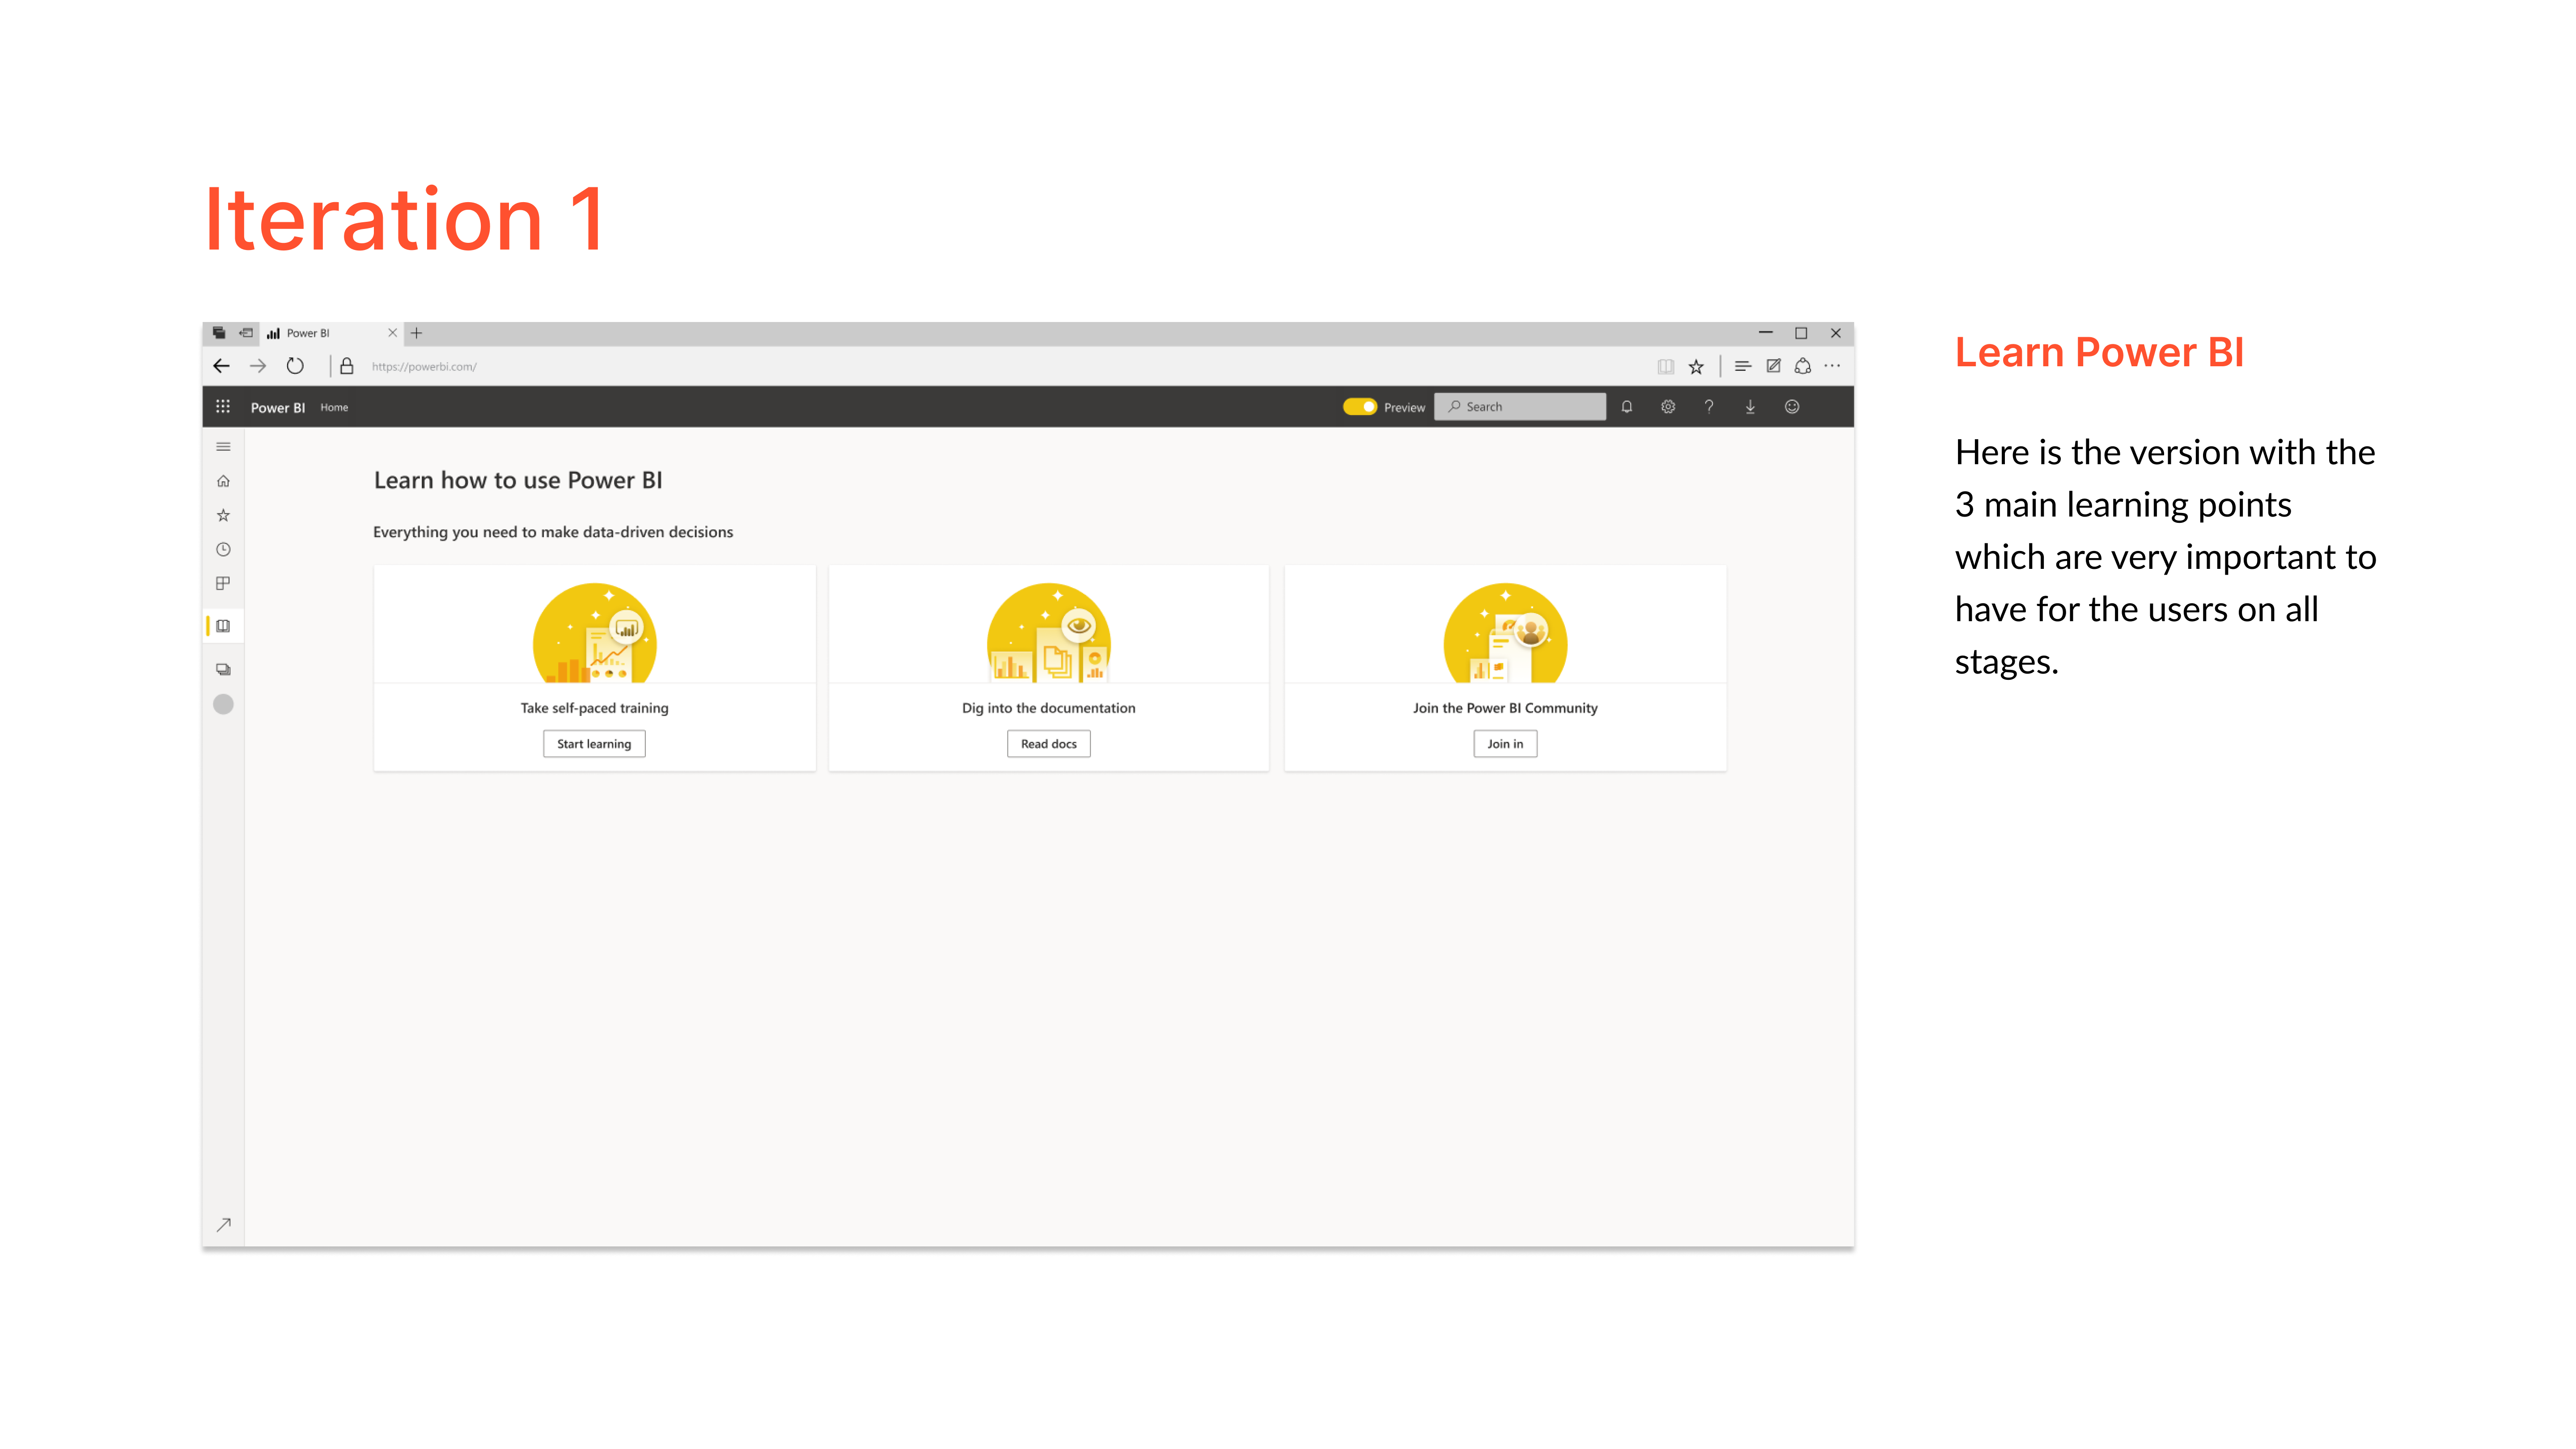 Iteration 1
Power BI
https://powerbi.com/
Power BI Home Preview Search
Learn how to use Power BI
Everything you need to make data-driven decisions
Take self-paced training
Start learning
Dig into the documentation
Read docs
Join the Power BI Community
Join in
Learn Power BI
Here is the version with the
3 main learning points
which are very important to
have for the users on all
stages.